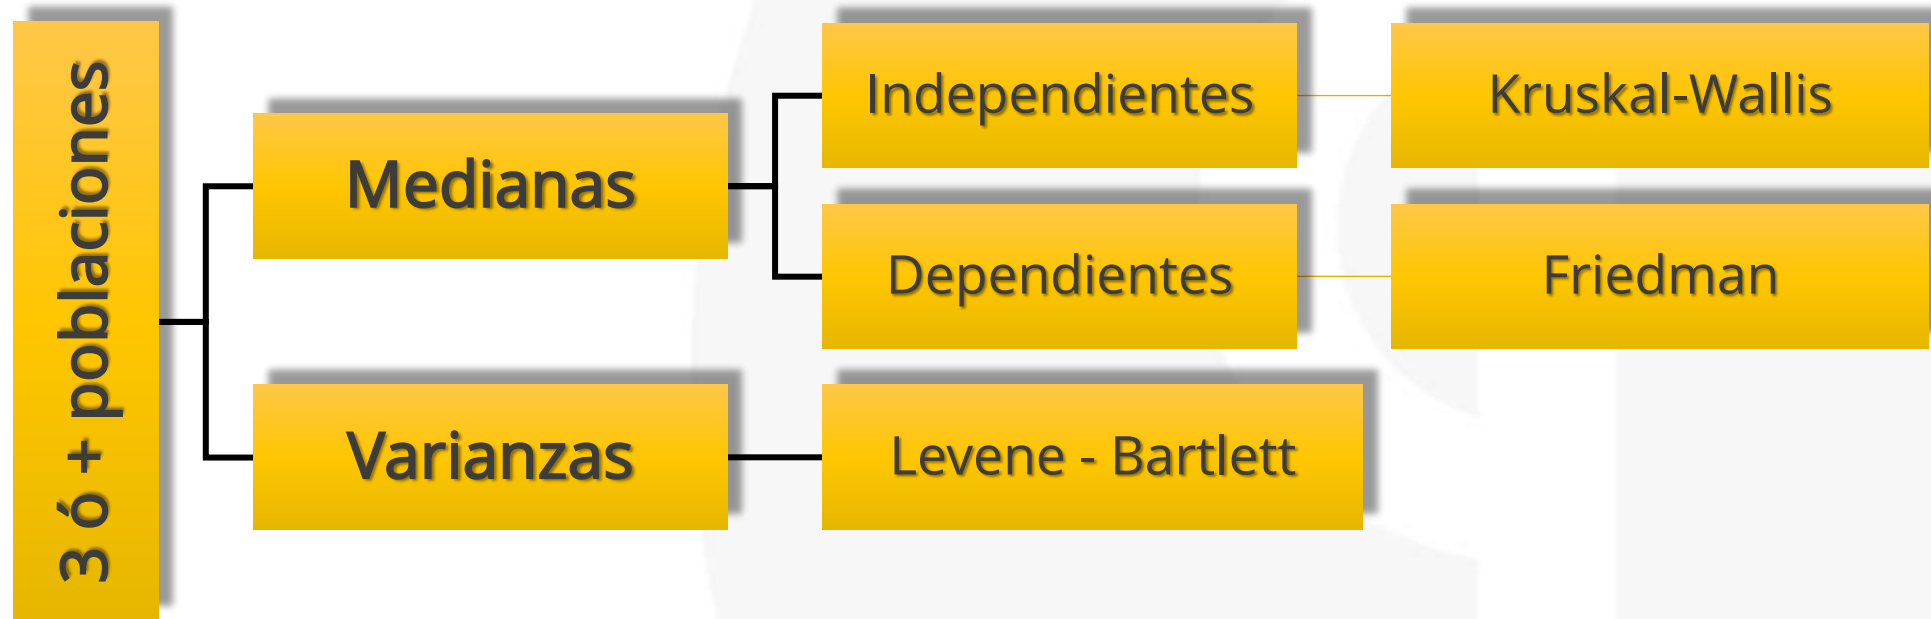 3 ó + poblaciones
Medianas
Independientes
Kruskal-Wallis
Dependientes
Friedman
Varianzas
Levene - Bartlett